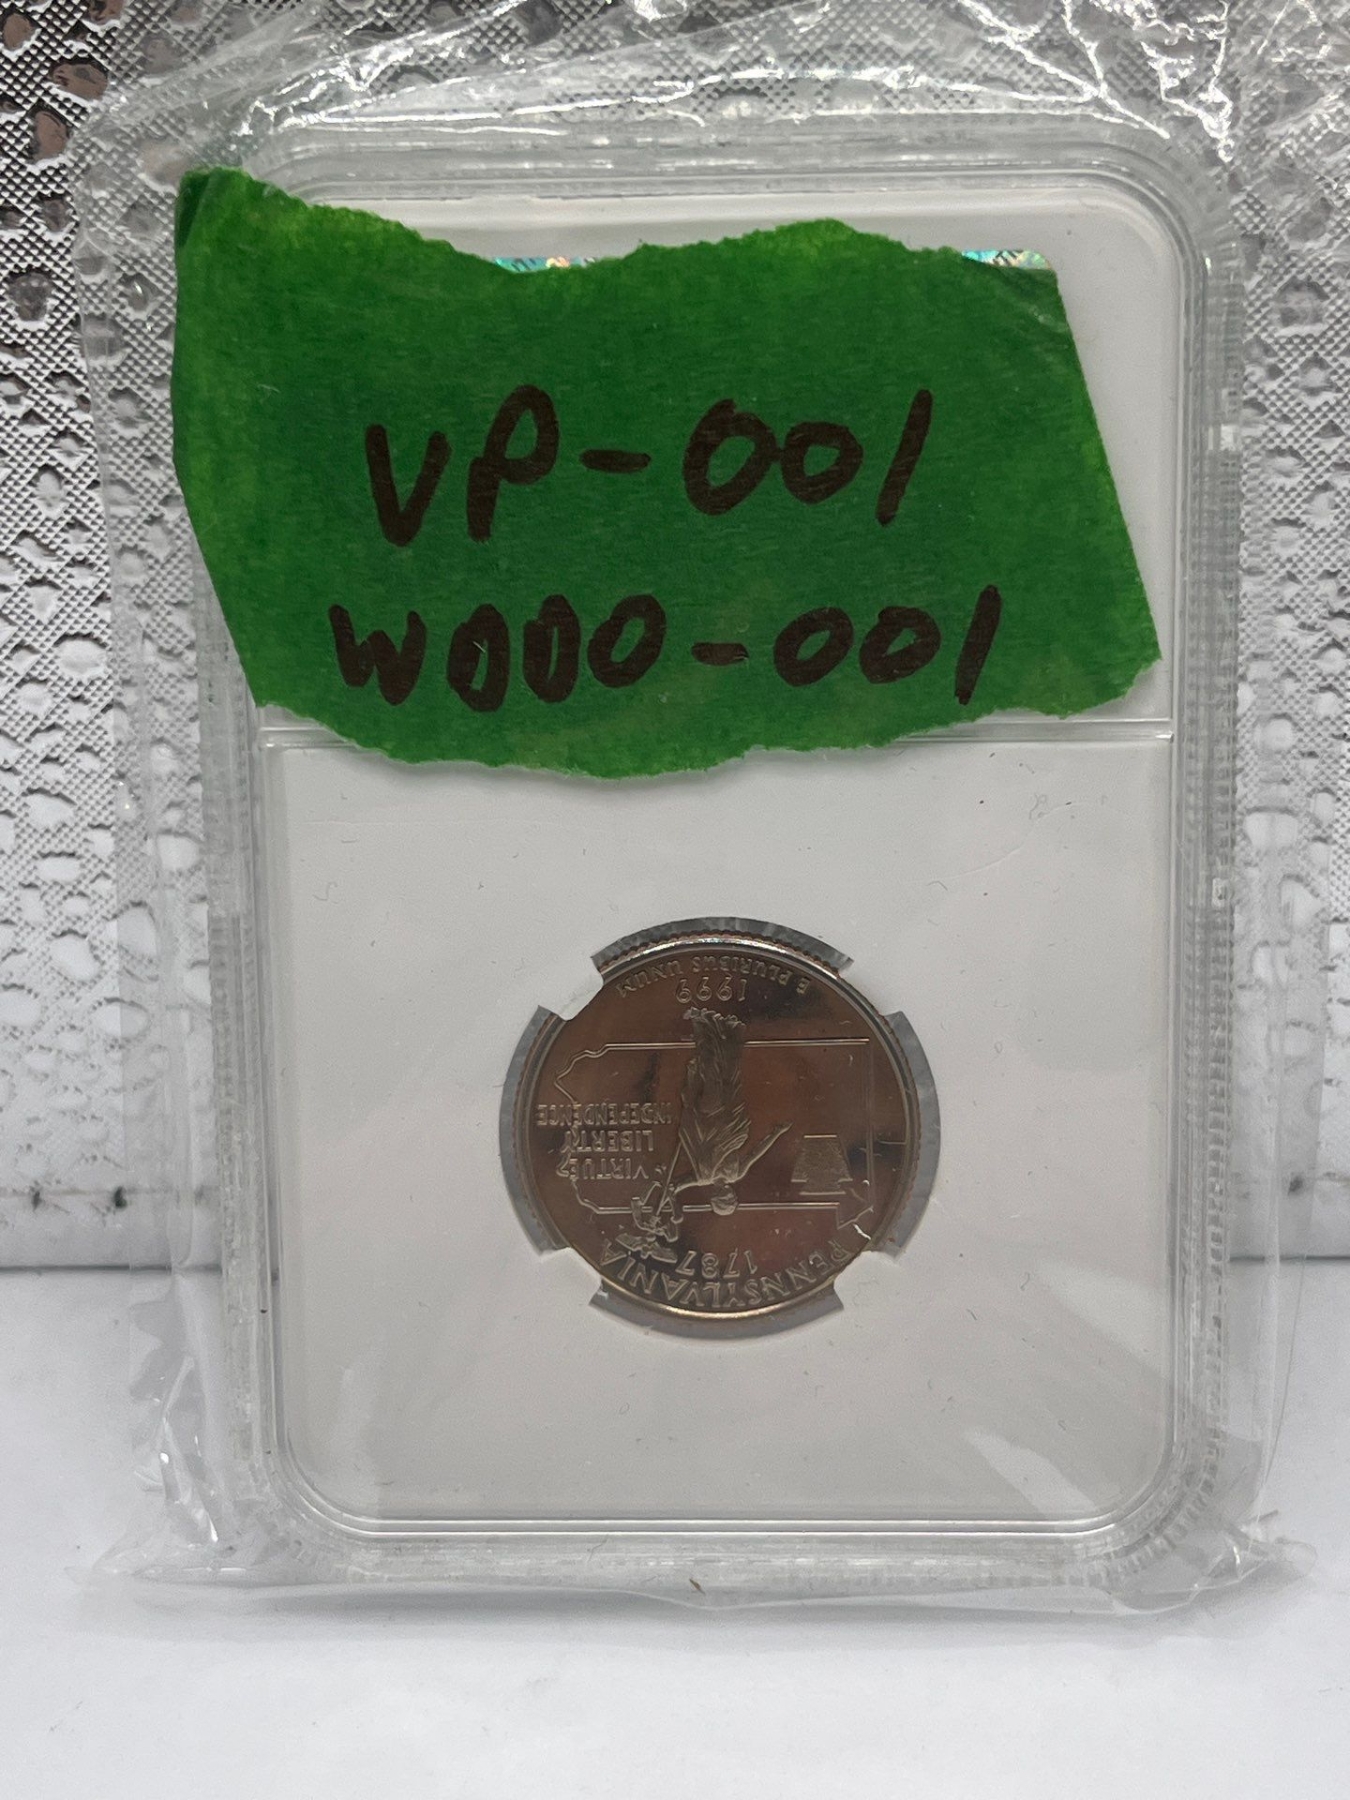 VP-001
W000-001
E PLURIBUS UNUM
1999
VIRTUE
LIBERTY
INDEPENDENCE
1787
PENNSYLVANIA